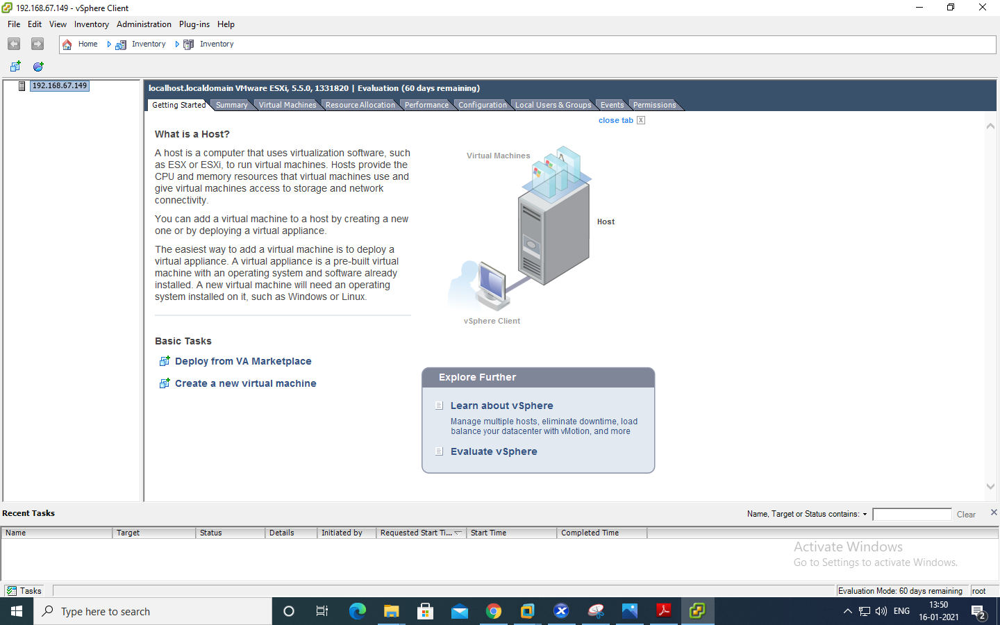 192.168.67.149 - vSphere Client
File Edit View Inventory Administration Plug-ins Help
Home Inventory Inventory
192.168.67.149
localhost.localdomain VMware ESXi, 5.5.0, 1331820 | Evaluation (60 days remaining)
Getting Started Summary Virtual Machines Resource Allocation Performance Configuration Local Users & Groups Events Permissions
close tab X
What is a Host?
A host is a computer that uses virtualization software, such
as ESX or ESXi, to run virtual machines. Hosts provide the
CPU and memory resources that virtual machines use and
give virtual machines access to storage and network
connectivity.
You can add a virtual machine to a host by creating a new
one or by deploying a virtual appliance.
The easiest way to add a virtual machine is to deploy a
virtual appliance. A virtual appliance is a pre-built virtual
machine with an operating system and software already
installed. A new virtual machine will need an operating
system installed on it, such as Windows or Linux.
Virtual Machines
Host
vSphere Client
Basic Tasks
Deploy from VA Marketplace
Create a new virtual machine
Explore Further
Learn about vSphere
Manage multiple hosts, eliminate downtime, load
balance your datacenter with vMotion, and more
Evaluate vSphere
Recent Tasks
Name, Target or Status contains: Clear
Name Target Status Details Initiated by Requested Start Ti... Start Time Completed Time
Activate Windows
Go to Settings to activate Windows.
Tasks
Evaluation Mode: 60 days remaining root
Type here to search
ENG
13:50
16-01-2021
2